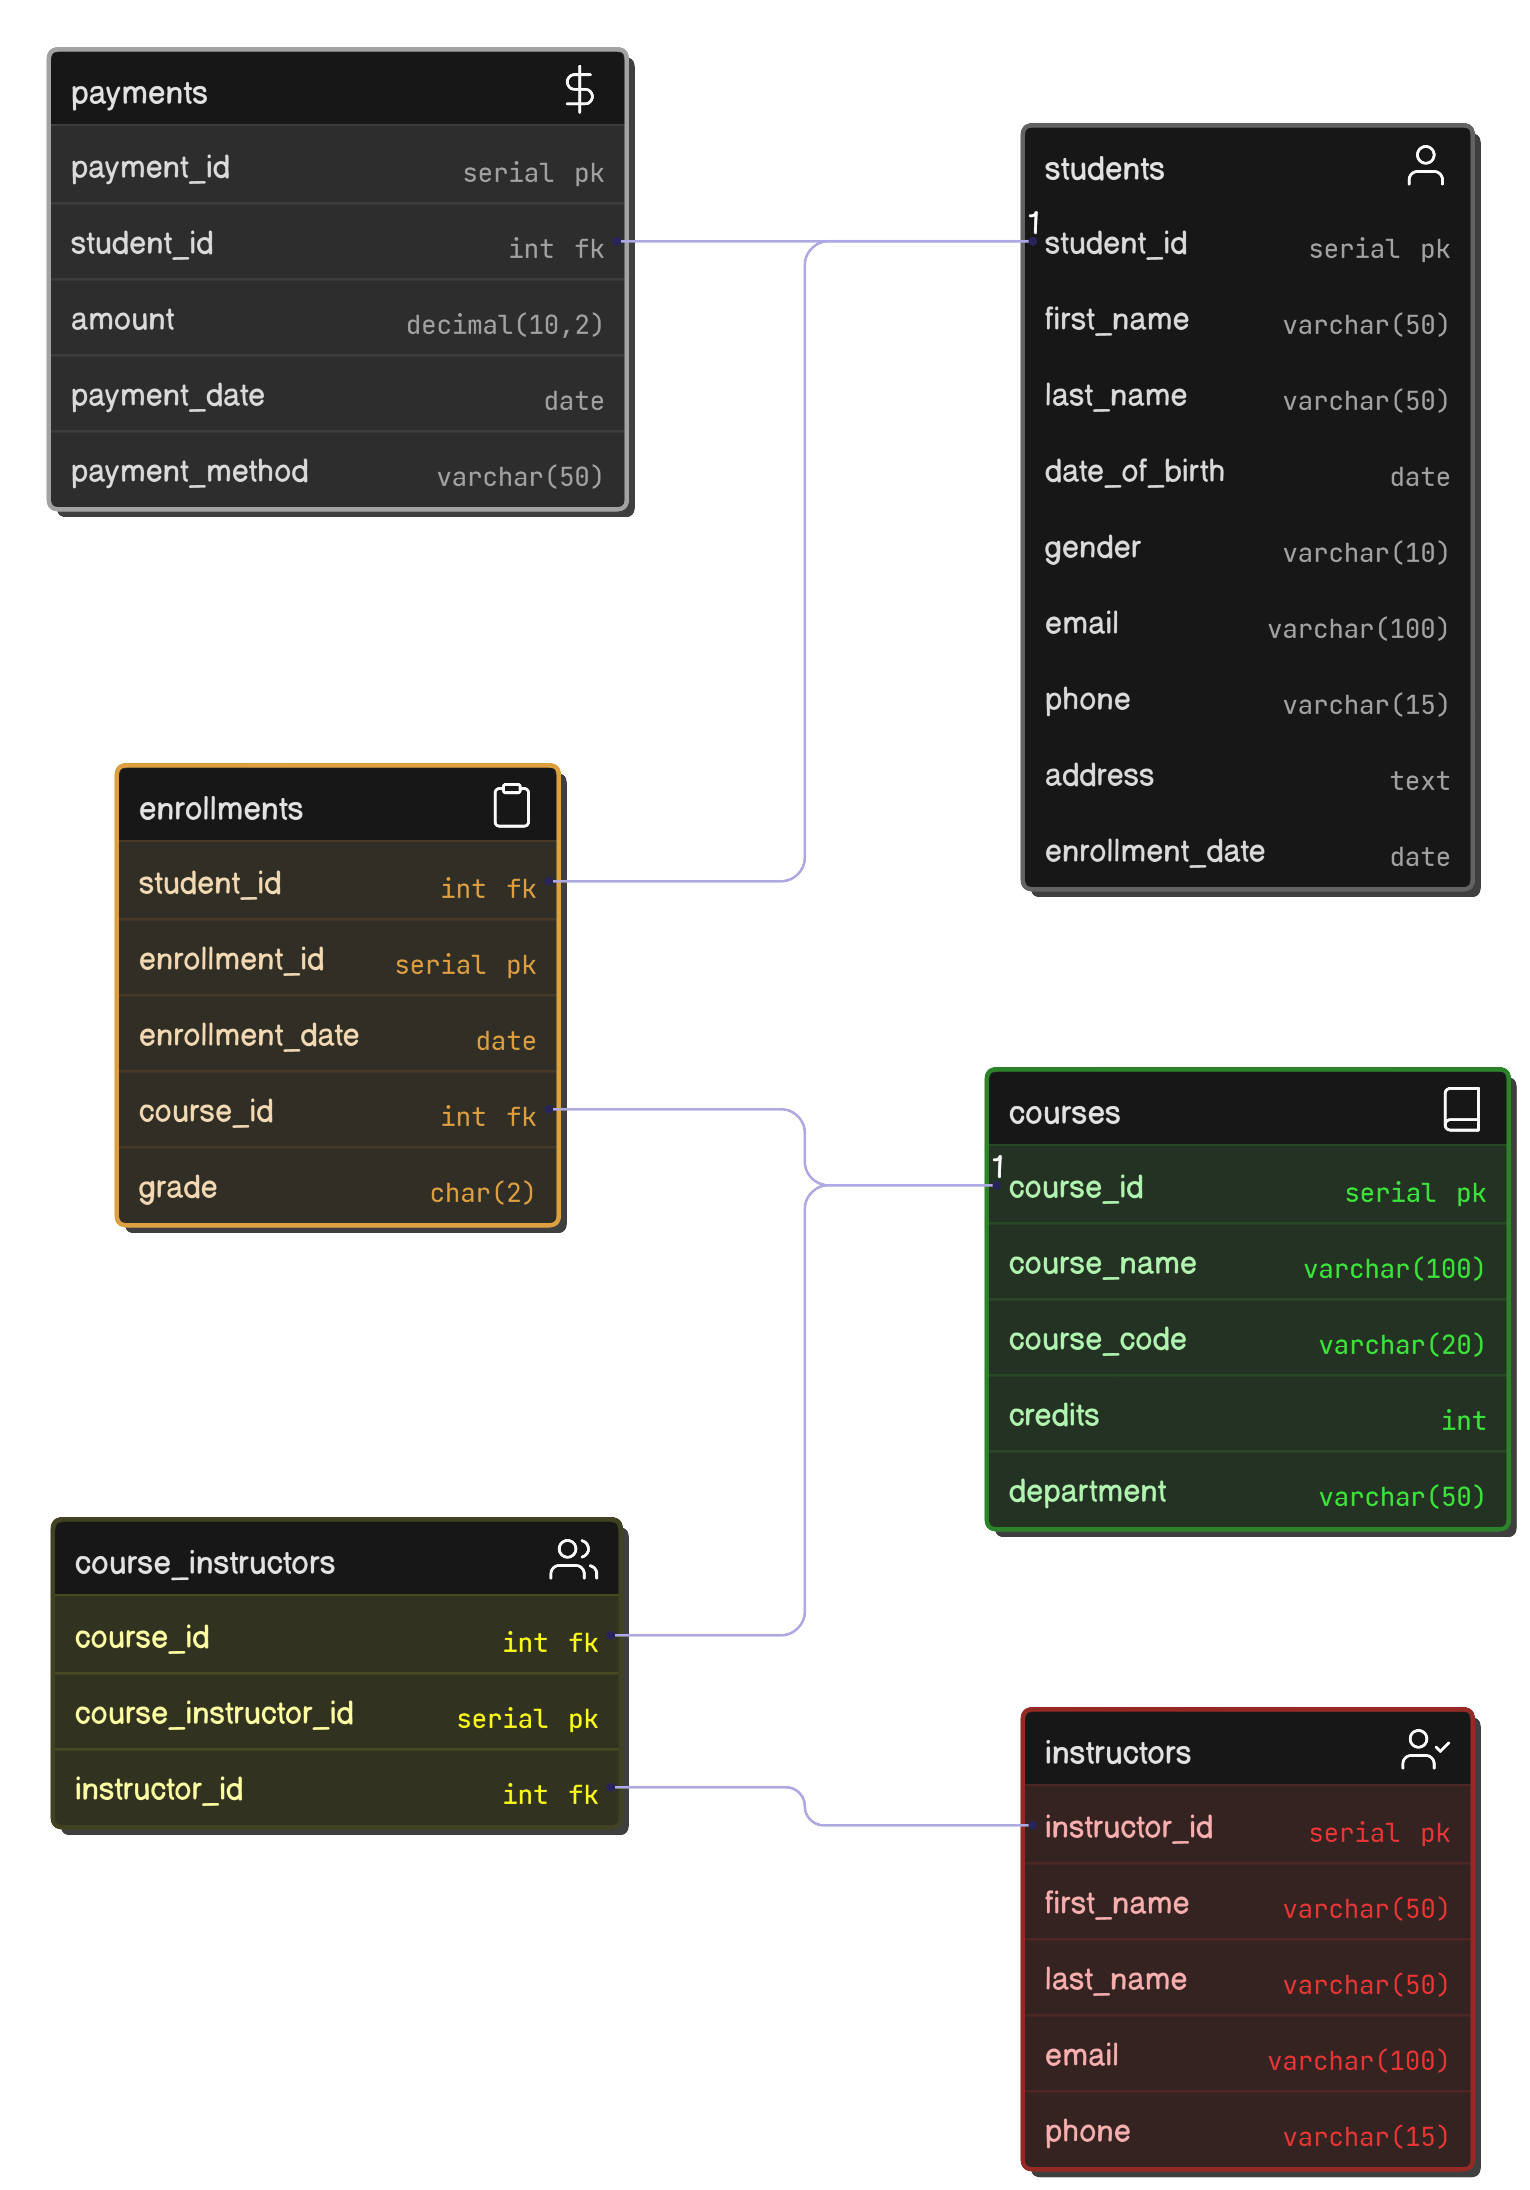 payments
payment_id serial pk
student_id int fk
amount decimal(10,2)
payment_date date
payment_method varchar(50)
students
1
student_id serial pk
first_name varchar(50)
last_name varchar(50)
date_of_birth date
gender varchar(10)
email varchar(100)
phone varchar(15)
address text
enrollment_date date
enrollments
student_id int fk
enrollment_id serial pk
enrollment_date date
course_id int fk
grade char(2)
courses
1
course_id serial pk
course_name varchar(100)
course_code varchar(20)
credits int
department varchar(50)
course_instructors
course_id int fk
course_instructor_id serial pk
instructor_id int fk
instructors
instructor_id serial pk
first_name varchar(50)
last_name varchar(50)
email varchar(100)
phone varchar(15)